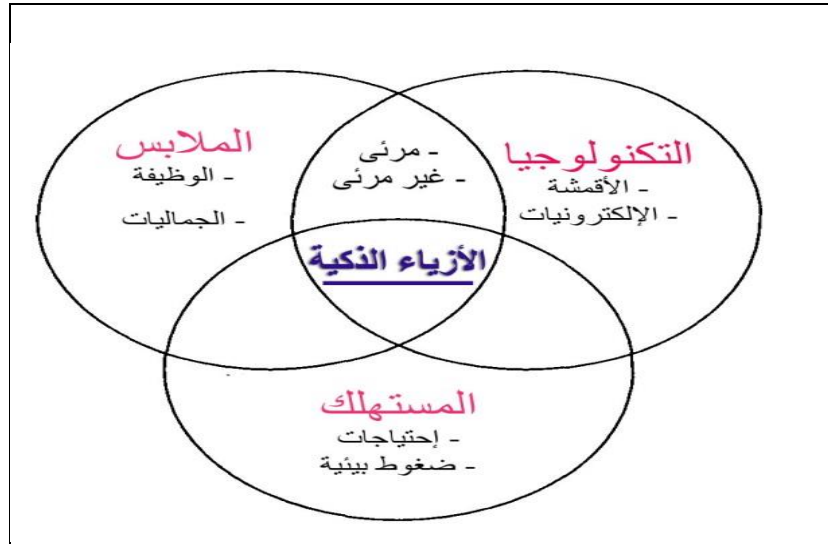 التكنولوجيا
- الأقمشة
- الإلكترونيات
- مرئى
- غير مرئى
الملابس
- الوظيفة
- الجماليات
الأزياء الذكية
المستهلك
- إحتياجات
- ضغوط بيئية